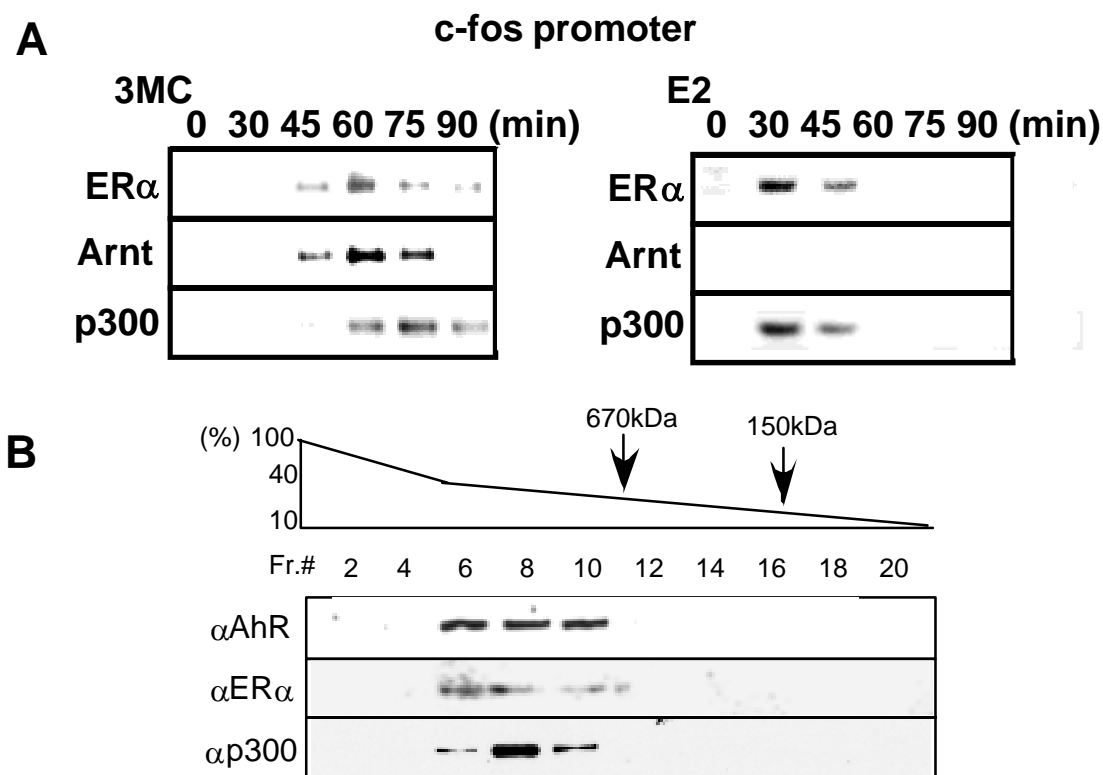 A
c-fos promoter
3MC
0 30 45 60 75 90 (min)
ERα
Arnt
p300
E2
0 30 45 60 75 90 (min)
ERα
Arnt
p300
B
670kDa
150kDa
(%) 100
40
10
Fr.# 2 4 6 8 10 12 14 16 18 20
αAhR
αERα
αp300